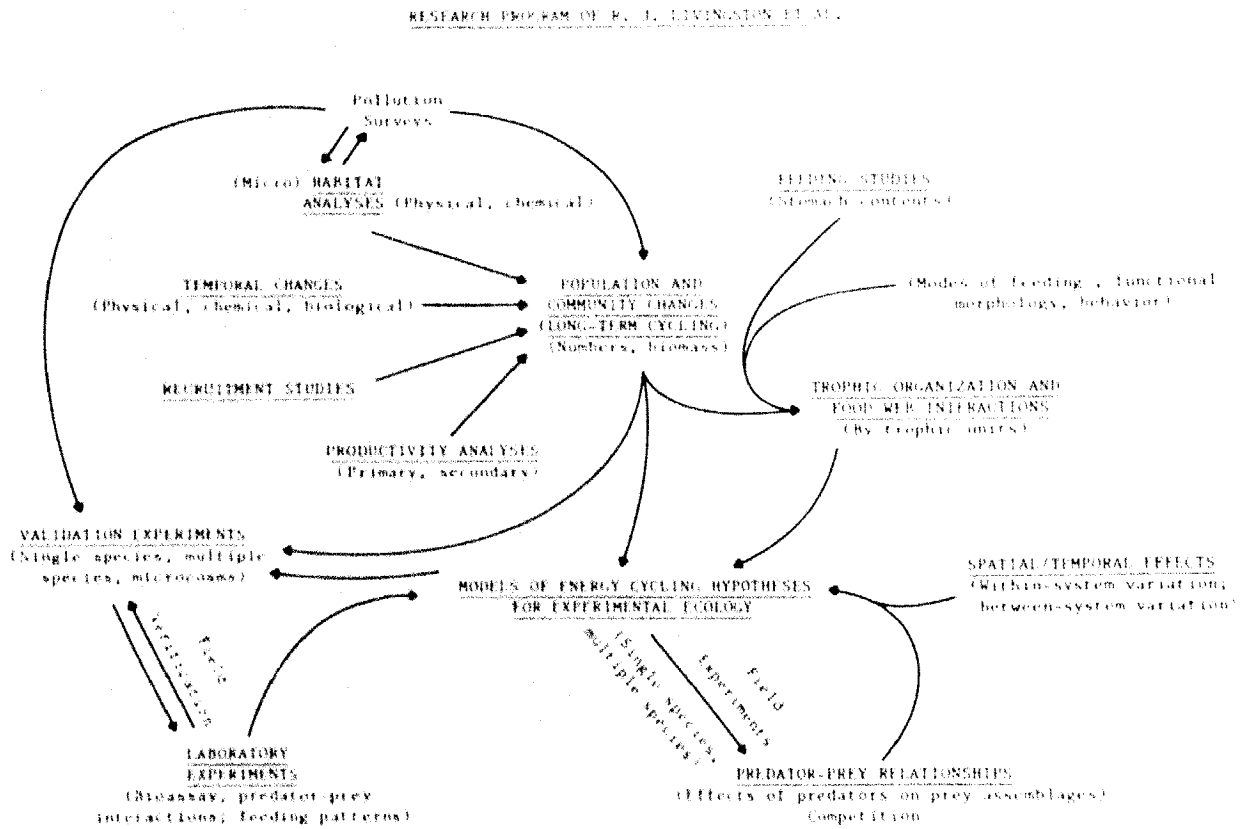 RESEARCH PROGRAM OF R. J. LIVINGSTON ET AL.
Pollution
Surveys
(Micro) HABITAT
ANALYSES (Physical, chemical)
FEEDING STUDIES
(Stomach contents)
TEMPORAL CHANGES
(Physical, chemical, biological)
POPULATION AND
COMMUNITY CHANGES
(LONG-TERM CYCLING)
(Numbers, biomass)
(Modes of feeding , functional
morphology, behavior)
RECRUITMENT STUDIES
TROPHIC ORGANIZATION AND
FOOD WEB INTERACTIONS
(By trophic units)
PRODUCTIVITY ANALYSES
(Primary, secondary)
VALIDATION EXPERIMENTS
(Single species, multiple
species, microcosms)
MODELS OF ENERGY CYCLING HYPOTHESES
FOR EXPERIMENTAL ECOLOGY
SPATIAL/TEMPORAL EFFECTS
(Within-system variation;
between-system variation)
Field
Verification
(Single species,
multiple species)
Field
Experiments
LABORATORY
EXPERIMENTS
(Bioassay, predator-prey
interactions; feeding patterns)
PREDATOR-PREY RELATIONSHIPS
(Effects of predators on prey assemblages)
Competition